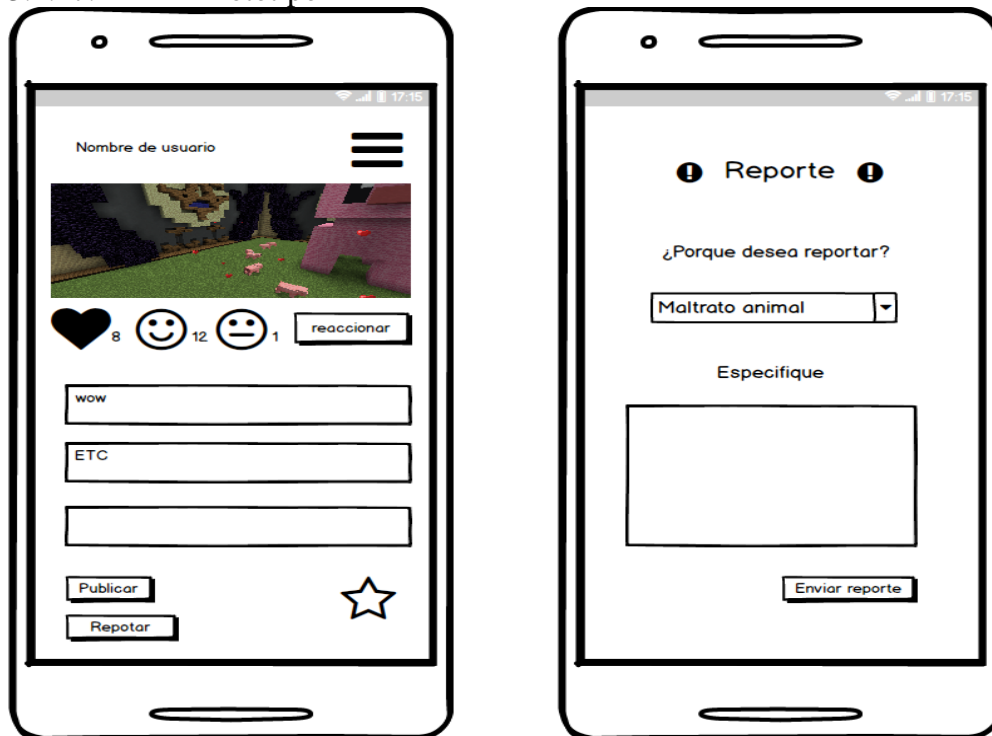 17:15
Nombre de usuario
8
12
1
reaccionar
wow
ETC
Publicar
Repotar
17:15
Reporte
¿Porque desea reportar?
Maltrato animal
Especifique
Enviar reporte